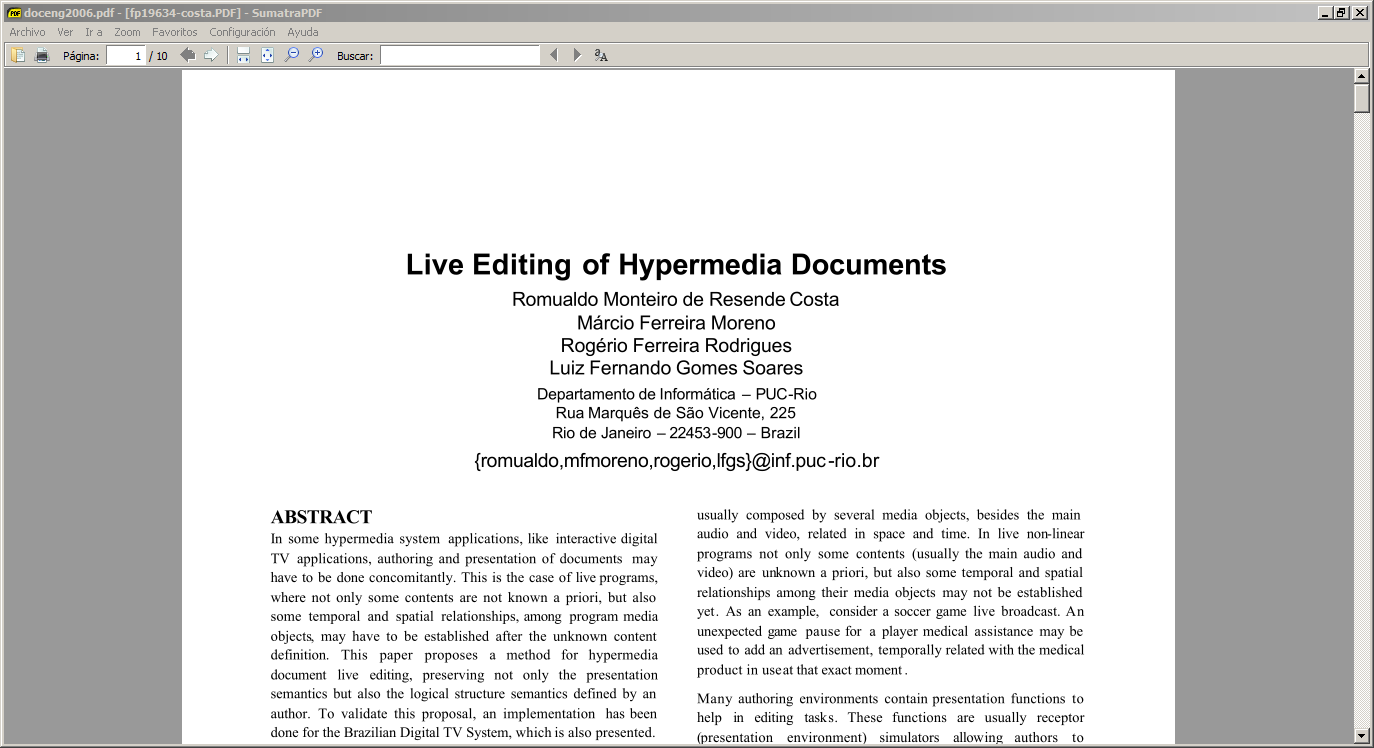 doceng2006.pdf - [fp19634-costa.PDF] - SumatraPDF
Archivo Ver Ir a Zoom Favoritos Configuración Ayuda
Página: 1 / 10 Buscar:
Live Editing of Hypermedia Documents
Romualdo Monteiro de Resende Costa
Márcio Ferreira Moreno
Rogério Ferreira Rodrigues
Luiz Fernando Gomes Soares
Departamento de Informática – PUC-Rio
Rua Marquês de São Vicente, 225
Rio de Janeiro – 22453-900 – Brazil
{romualdo,mfmoreno,rogerio,lfgs}@inf.puc-rio.br
ABSTRACT
In some hypermedia system applications, like interactive digital
TV applications, authoring and presentation of documents may
have to be done concomitantly. This is the case of live programs,
where not only some contents are not known a priori, but also
some temporal and spatial relationships, among program media
objects, may have to be established after the unknown content
definition. This paper proposes a method for hypermedia
document live editing, preserving not only the presentation
semantics but also the logical structure semantics defined by an
author. To validate this proposal, an implementation has been
done for the Brazilian Digital TV System, which is also presented.
usually composed by several media objects, besides the main
audio and video, related in space and time. In live non-linear
programs not only some contents (usually the main audio and
video) are unknown a priori, but also some temporal and spatial
relationships among their media objects may not be established
yet. As an example, consider a soccer game live broadcast. An
unexpected game pause for a player medical assistance may be
used to add an advertisement, temporally related with the medical
product in use at that exact moment.
Many authoring environments contain presentation functions to
help in editing tasks. These functions are usually receptor
(presentation environment) simulators allowing authors to